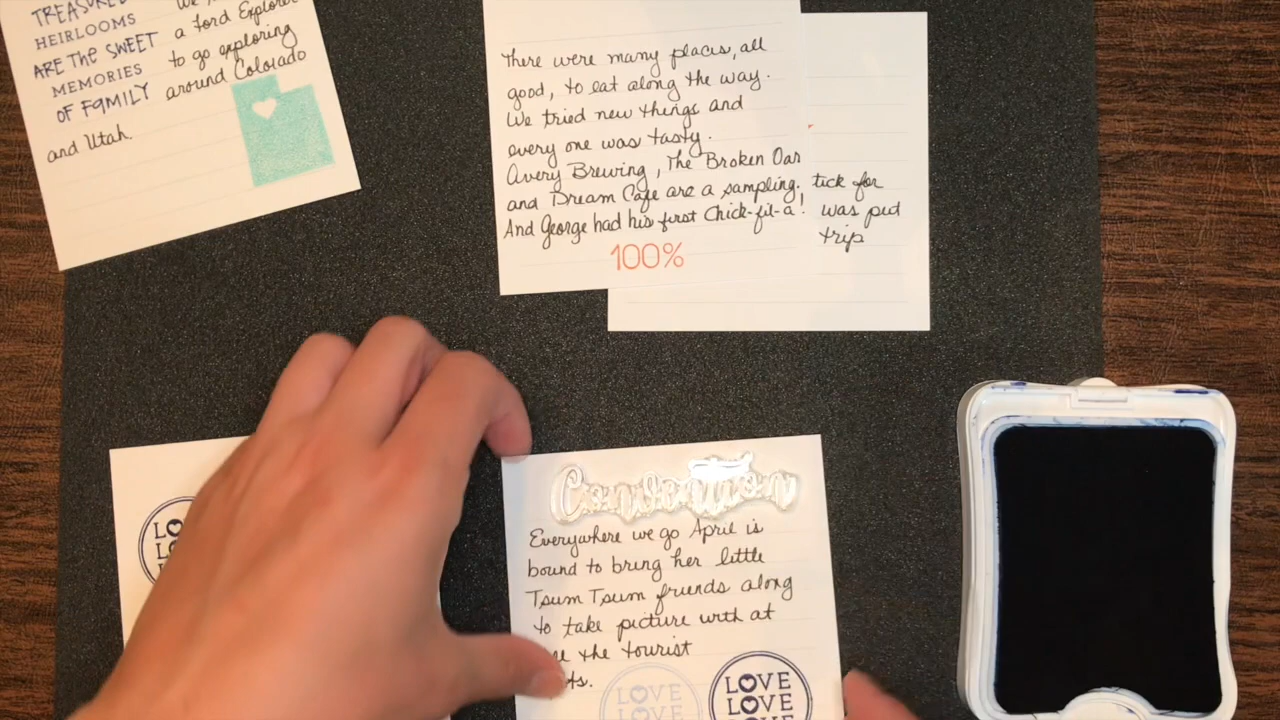 TREASURED
HEIRLOOMS
ARE THE SWEET
MEMORIES
OF FAMILY
a Ford Explorer
to go exploring
around Colorado
and Utah.
There were many places, all
good, to eat along the way.
We tried new things and
every one was tasty.
Avery Brewing, The Broken Oar
and Dream Cafe are a sampling.
And George had his first Chick-fil-a!
100%
tick for
was put
trip
LO
LO
Everywhere we go April is
bound to bring her little
Tsum Tsum friends along
to take picture with at
the tourist
ts.
LOVE
LOVE
LOVE
LOVE
LOVE